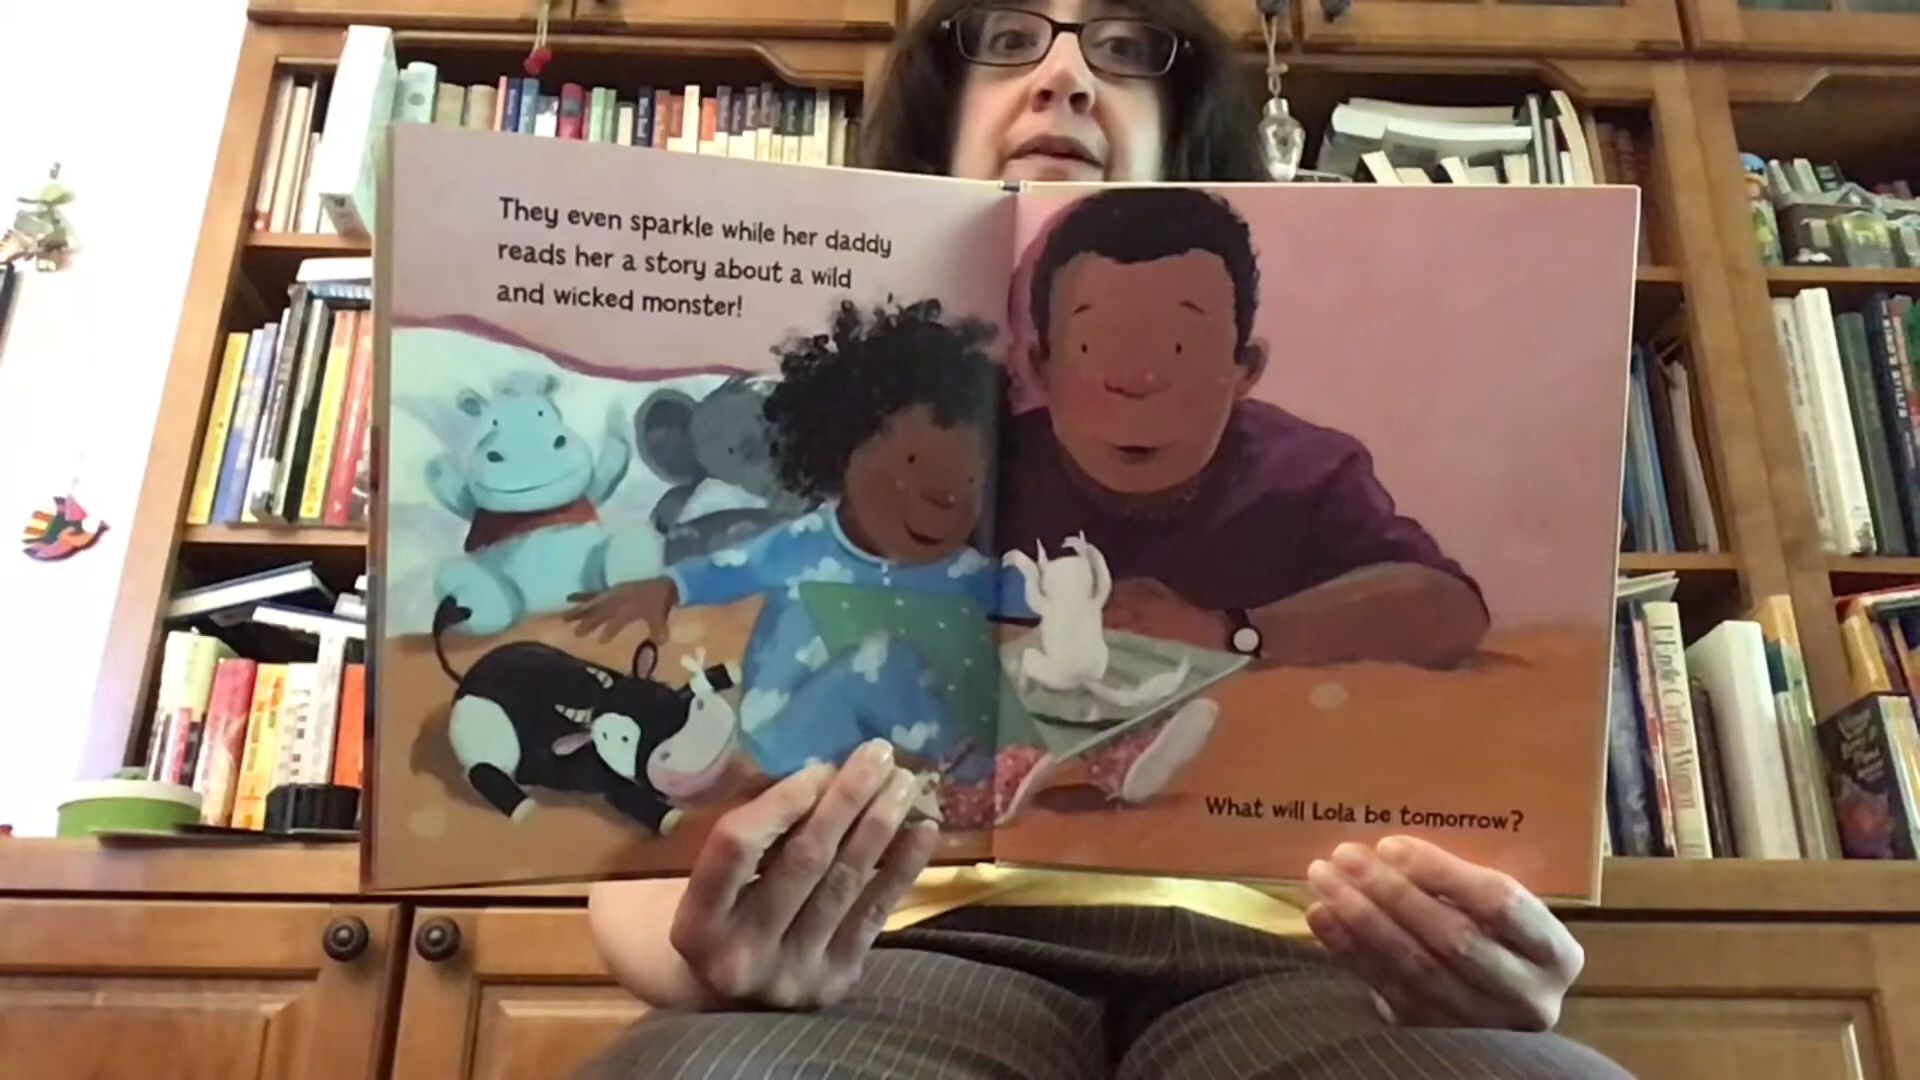 They even sparkle while her daddy
reads her a story about a wild
and wicked monster!
What will Lola be tomorrow?